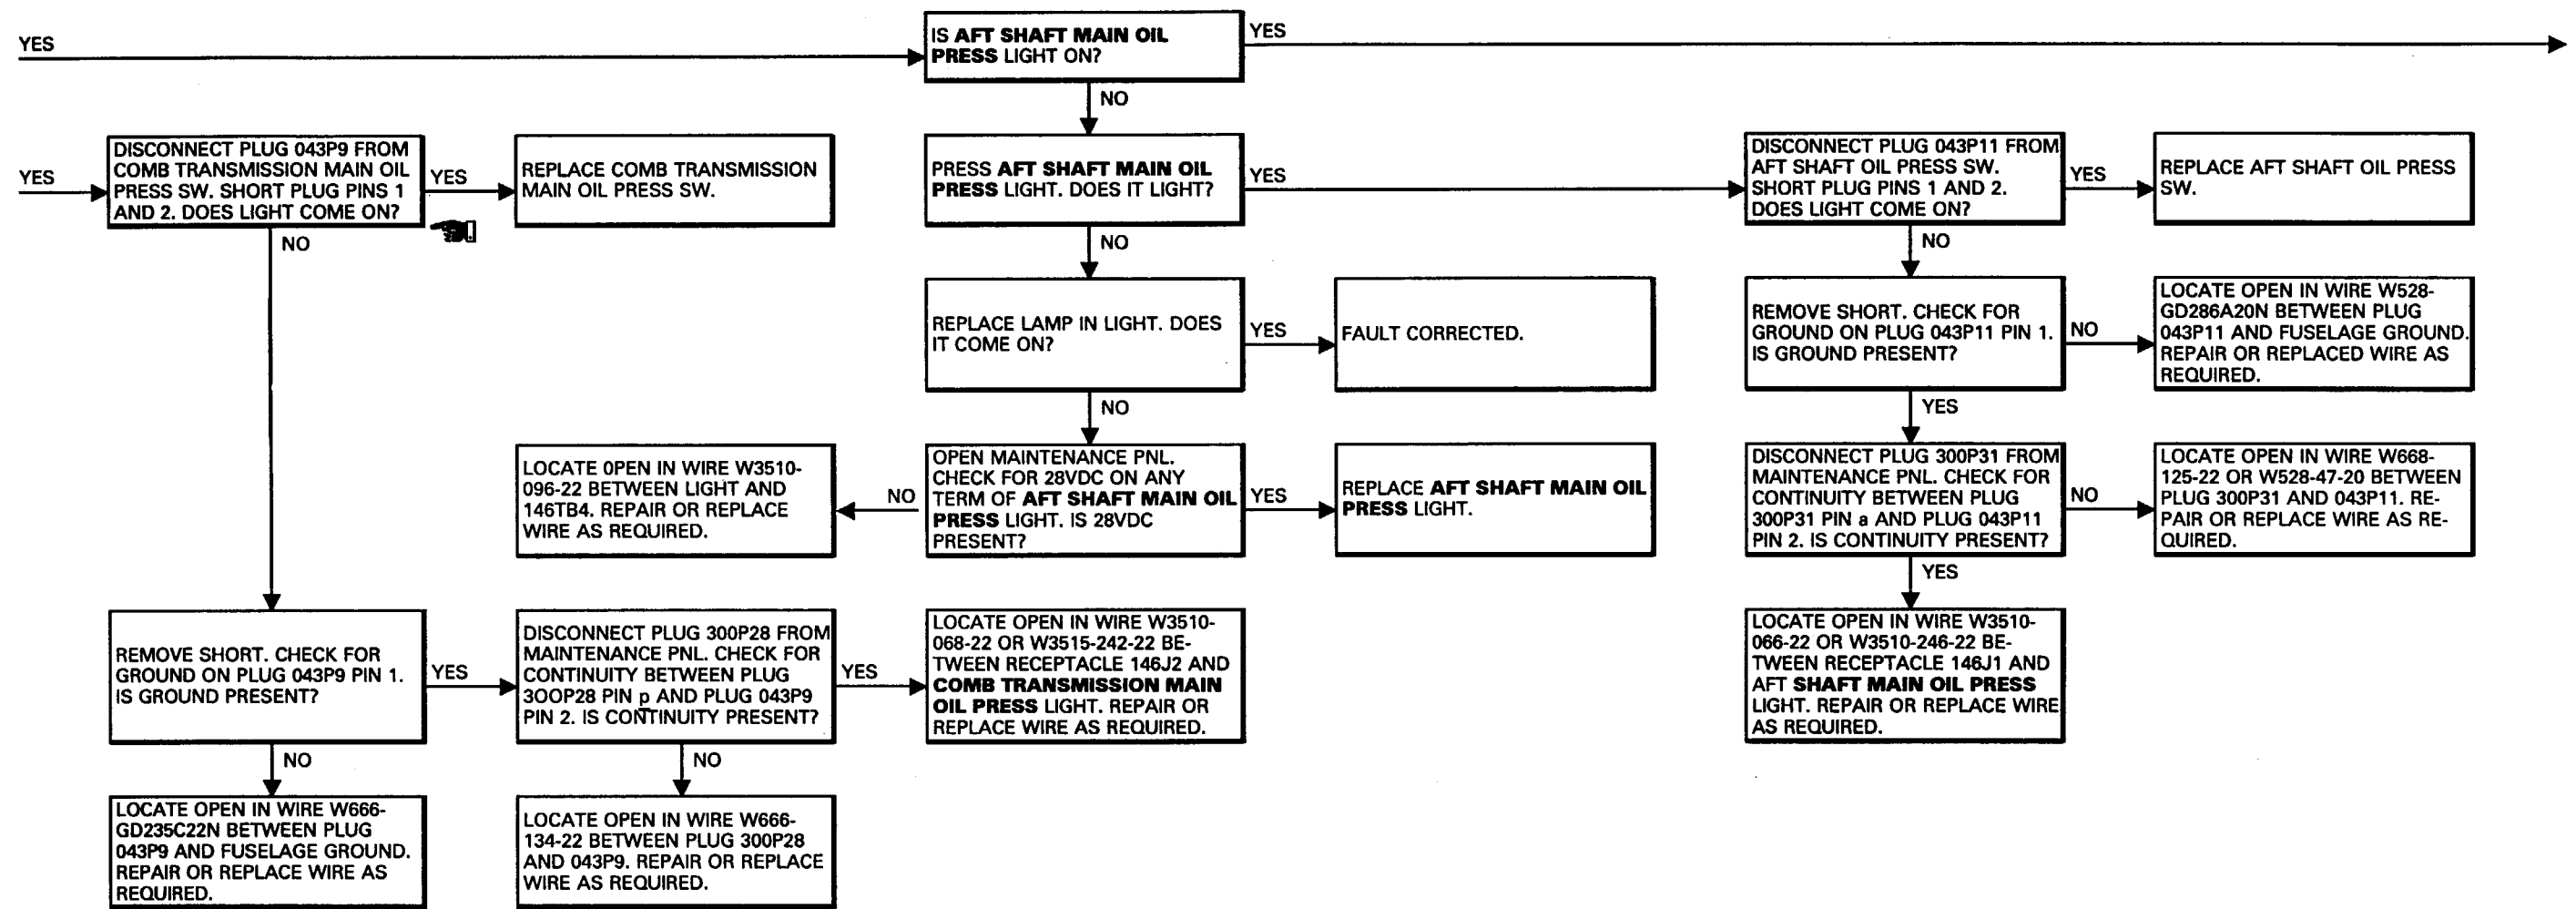 YES
IS AFT SHAFT MAIN OIL
PRESS LIGHT ON?
YES
NO
YES
DISCONNECT PLUG 043P9 FROM
COMB TRANSMISSION MAIN OIL
PRESS SW. SHORT PLUG PINS 1
AND 2. DOES LIGHT COME ON?
YES
REPLACE COMB TRANSMISSION
MAIN OIL PRESS SW.
NO
PRESS AFT SHAFT MAIN OIL
PRESS LIGHT. DOES IT LIGHT?
YES
NO
DISCONNECT PLUG 043P11 FROM
AFT SHAFT OIL PRESS SW.
SHORT PLUG PINS 1 AND 2.
DOES LIGHT COME ON?
YES
REPLACE AFT SHAFT OIL PRESS
SW.
NO
REPLACE LAMP IN LIGHT. DOES
IT COME ON?
YES
FAULT CORRECTED.
NO
REMOVE SHORT. CHECK FOR
GROUND ON PLUG 043P11 PIN 1.
IS GROUND PRESENT?
NO
LOCATE OPEN IN WIRE W528-
GD286A20N BETWEEN PLUG
043P11 AND FUSELAGE GROUND.
REPAIR OR REPLACED WIRE AS
REQUIRED.
YES
LOCATE OPEN IN WIRE W3510-
096-22 BETWEEN LIGHT AND
146TB4. REPAIR OR REPLACE
WIRE AS REQUIRED.
NO
OPEN MAINTENANCE PNL.
CHECK FOR 28VDC ON ANY
TERM OF AFT SHAFT MAIN OIL
PRESS LIGHT. IS 28VDC
PRESENT?
YES
REPLACE AFT SHAFT MAIN OIL
PRESS LIGHT.
DISCONNECT PLUG 300P31 FROM
MAINTENANCE PNL. CHECK FOR
CONTINUITY BETWEEN PLUG
300P31 PIN a AND PLUG 043P11
PIN 2. IS CONTINUITY PRESENT?
NO
LOCATE OPEN IN WIRE W668-
125-22 OR W528-47-20 BETWEEN
PLUG 300P31 AND 043P11. RE-
PAIR OR REPLACE WIRE AS RE-
QUIRED.
YES
REMOVE SHORT. CHECK FOR
GROUND ON PLUG 043P9 PIN 1.
IS GROUND PRESENT?
YES
NO
DISCONNECT PLUG 300P28 FROM
MAINTENANCE PNL. CHECK FOR
CONTINUITY BETWEEN PLUG
3OOP28 PIN p AND PLUG 043P9
PIN 2. IS CONTINUITY PRESENT?
YES
NO
LOCATE OPEN IN WIRE W3510-
068-22 OR W3515-242-22 BE-
TWEEN RECEPTACLE 146J2 AND
COMB TRANSMISSION MAIN
OIL PRESS LIGHT. REPAIR OR
REPLACE WIRE AS REQUIRED.
LOCATE OPEN IN WIRE W3510-
066-22 OR W3510-246-22 BE-
TWEEN RECEPTACLE 146J1 AND
AFT SHAFT MAIN OIL PRESS
LIGHT. REPAIR OR REPLACE WIRE
AS REQUIRED.
LOCATE OPEN IN WIRE W666-
GD235C22N BETWEEN PLUG
043P9 AND FUSELAGE GROUND.
REPAIR OR REPLACE WIRE AS
REQUIRED.
LOCATE OPEN IN WIRE W666-
134-22 BETWEEN PLUG 300P28
AND 043P9. REPAIR OR REPLACE
WIRE AS REQUIRED.